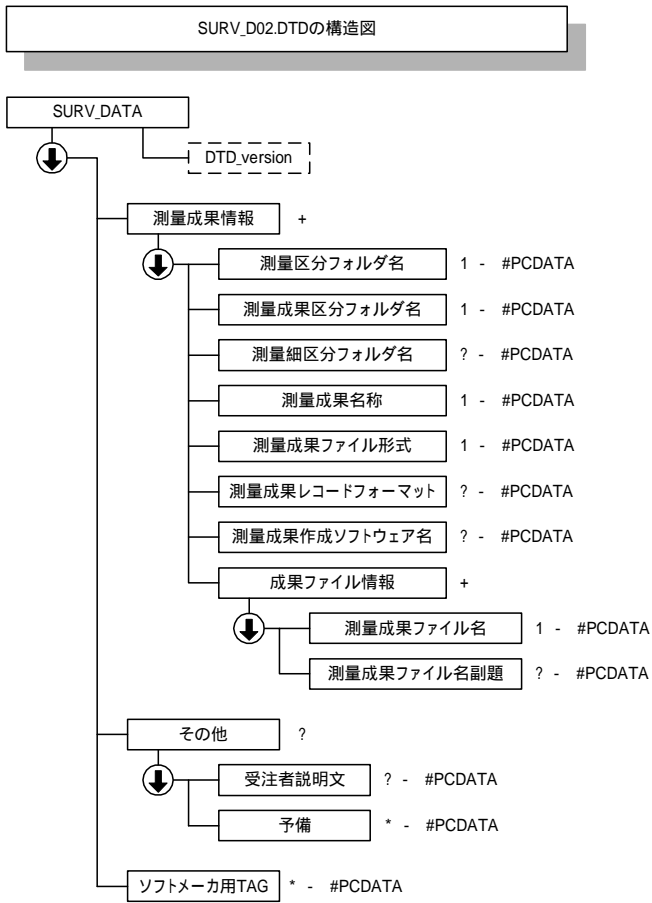 SURV_D02.DTDの構造図
SURV_DATA
DTD_version
測量成果情報 +
測量区分フォルダ名 1 - #PCDATA
測量成果区分フォルダ名 1 - #PCDATA
測量細区分フォルダ名 ? - #PCDATA
測量成果名称 1 - #PCDATA
測量成果ファイル形式 1 - #PCDATA
測量成果レコードフォーマット ? - #PCDATA
測量成果作成ソフトウェア名 ? - #PCDATA
成果ファイル情報 +
測量成果ファイル名 1 - #PCDATA
測量成果ファイル名副題 ? - #PCDATA
その他 ?
受注者説明文 ? - #PCDATA
予備 * - #PCDATA
ソフトメーカ用TAG * - #PCDATA